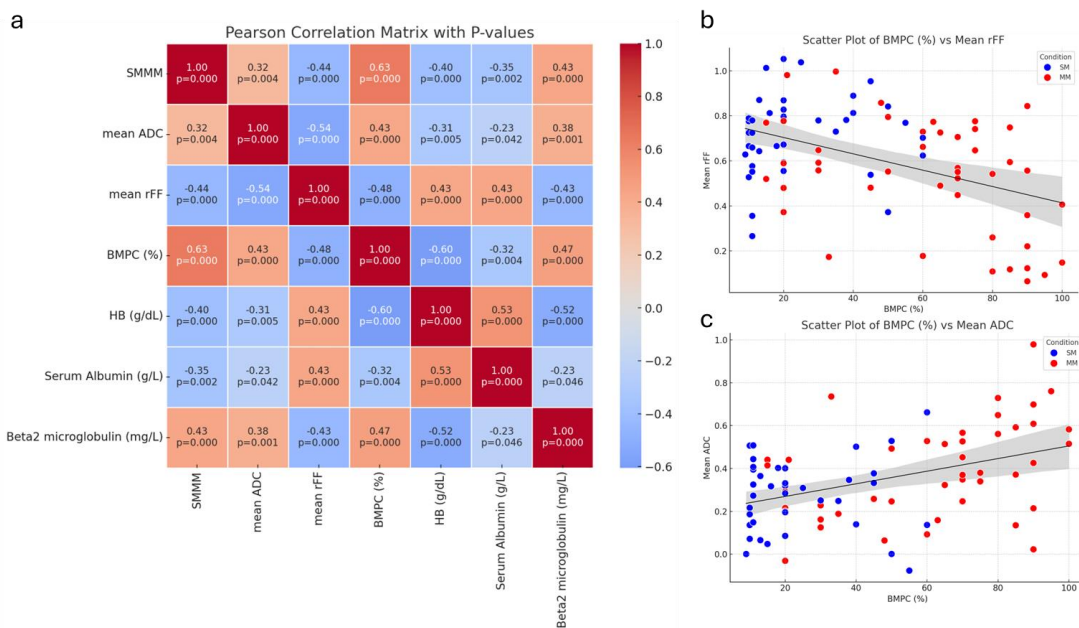 a
Pearson Correlation Matrix with P-values
SMMM
1.00 0.32 -0.44 0.63 -0.40 -0.35 0.43
p=0.000 p=0.004 p=0.000 p=0.000 p=0.000 p=0.002 p=0.000
mean ADC
0.32 1.00 -0.54 0.43 -0.31 -0.23 0.38
p=0.004 p=0.000 p=0.000 p=0.000 p=0.005 p=0.042 p=0.001
mean rFF
-0.44 -0.54 1.00 -0.48 0.43 0.43 -0.43
p=0.000 p=0.000 p=0.000 p=0.000 p=0.000 p=0.000 p=0.000
BMPC (%)
0.63 0.43 -0.48 1.00 -0.60 -0.32 0.47
p=0.000 p=0.000 p=0.000 p=0.000 p=0.000 p=0.004 p=0.000
HB (g/dL)
-0.40 -0.31 0.43 -0.60 1.00 0.53 -0.52
p=0.000 p=0.005 p=0.000 p=0.000 p=0.000 p=0.000 p=0.000
Serum Albumin (g/L)
-0.35 -0.23 0.43 -0.32 0.53 1.00 -0.23
p=0.002 p=0.042 p=0.000 p=0.004 p=0.000 p=0.000 p=0.046
Beta2 microglobulin (mg/L)
0.43 0.38 -0.43 0.47 -0.52 -0.23 1.00
p=0.000 p=0.001 p=0.000 p=0.000 p=0.000 p=0.046 p=0.000
SMMM
mean ADC
mean rFF
BMPC (%)
HB (g/dL)
Serum Albumin (g/L)
Beta2 microglobulin (mg/L)
1.0
0.8
0.6
0.4
0.2
0.0
−0.2
−0.4
−0.6
b
Scatter Plot of BMPC (%) vs Mean rFF
Condition
SM
MM
Mean rFF
1.0
0.8
0.6
0.4
0.2
20 40 60 80 100
BMPC (%)
c
Scatter Plot of BMPC (%) vs Mean ADC
Condition
SM
MM
Mean ADC
1.0
0.8
0.6
0.4
0.2
0.0
20 40 60 80 100
BMPC (%)